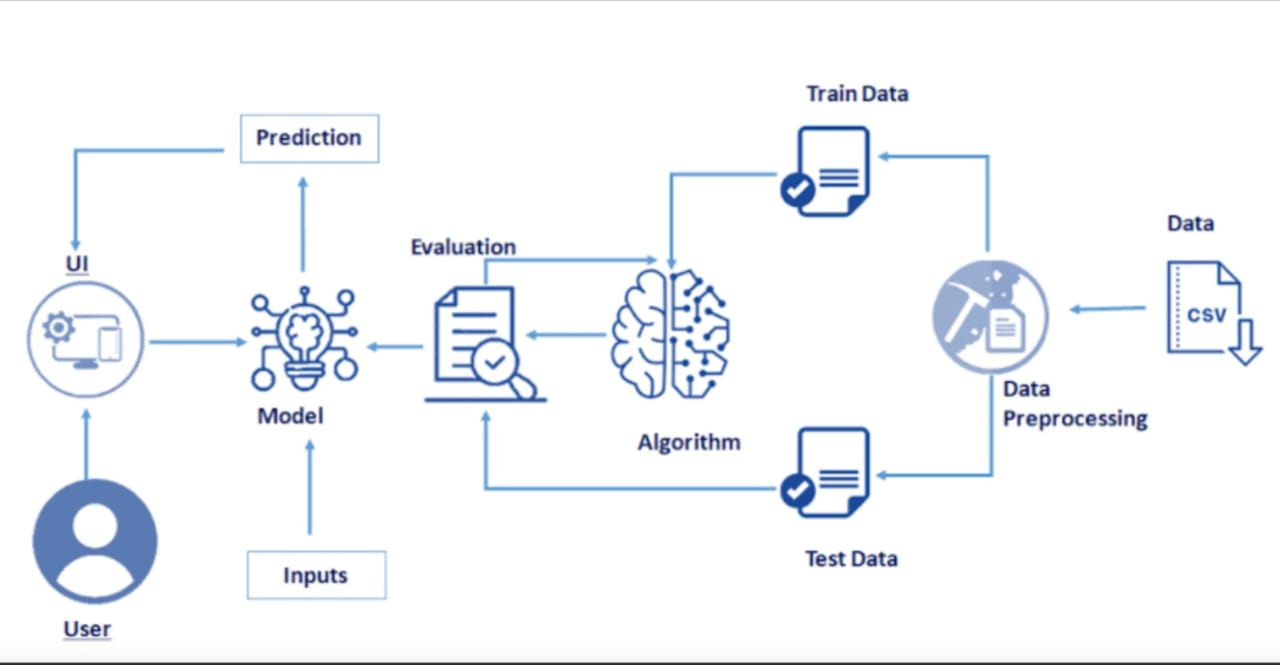 Train Data
Prediction
Data
Evaluation
UI
CSV
Data
Preprocessing
Model
Algorithm
Test Data
Inputs
User